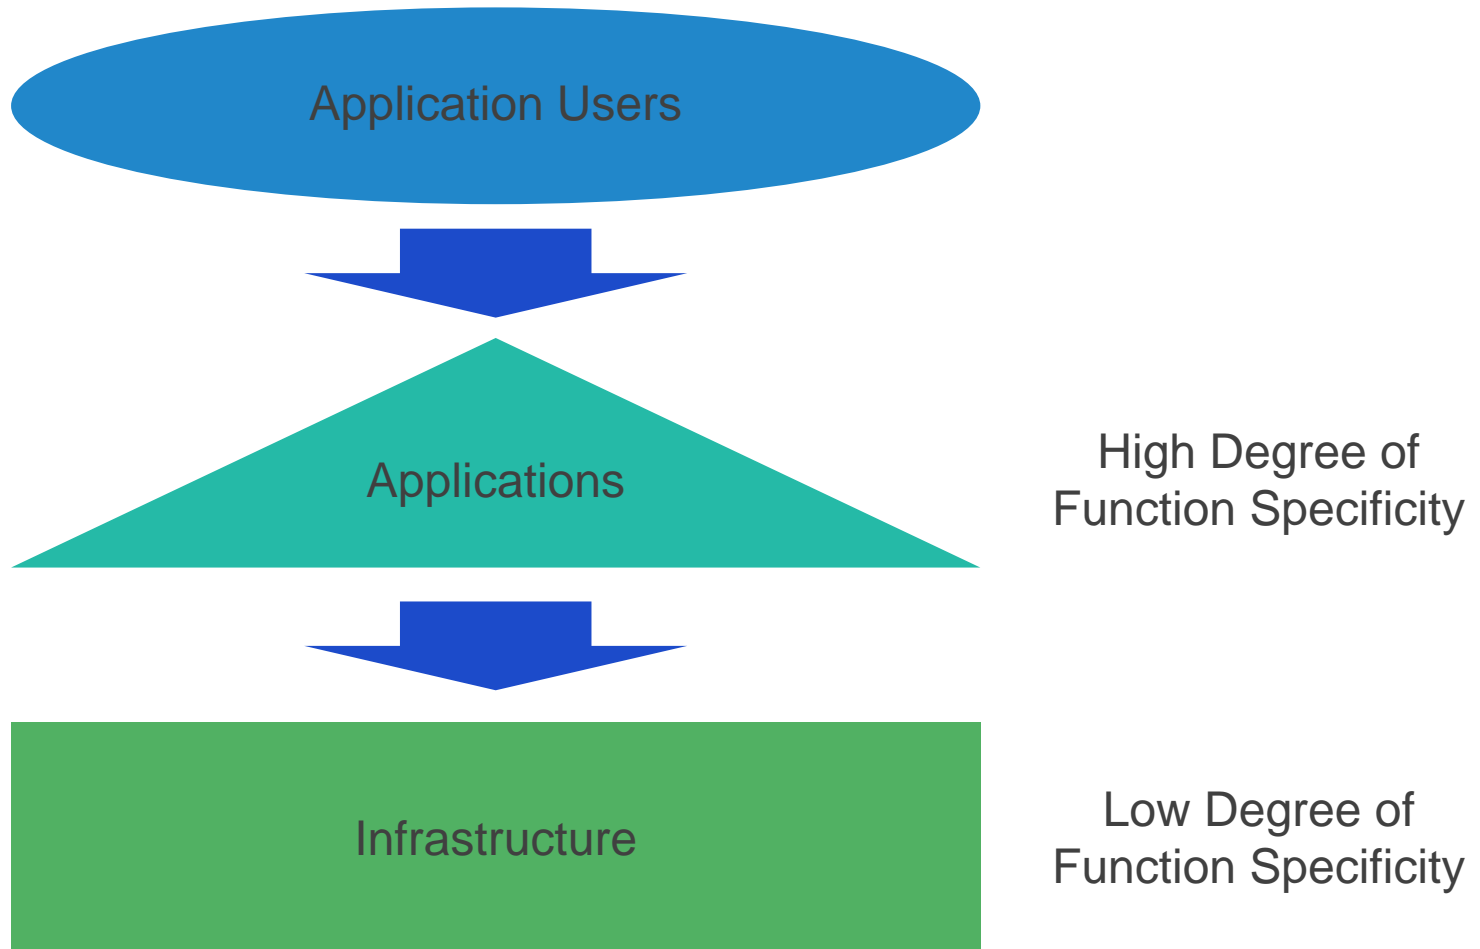 Application Users
Applications
High Degree of
Function Specificity
Infrastructure
Low Degree of
Function Specificity